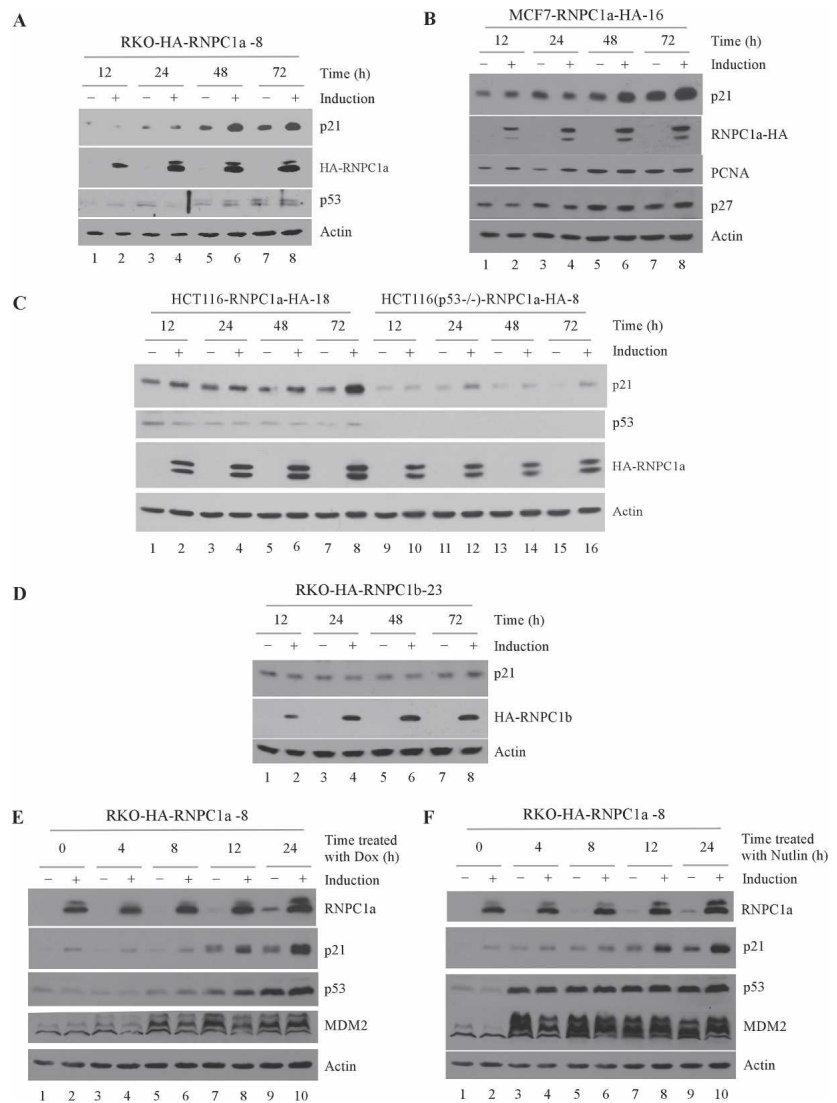 A
RKO-HA-RNPC1a -8
12 24 48 72 Time (h)
– + – + – + – + Induction
p21
HA-RNPC1a
p53
Actin
1 2 3 4 5 6 7 8
B
MCF7-RNPC1a-HA-16
12 24 48 72 Time (h)
– + – + – + – + Induction
p21
RNPC1a-HA
PCNA
p27
Actin
1 2 3 4 5 6 7 8
C
HCT116-RNPC1a-HA-18 HCT116(p53-/-)-RNPC1a-HA-8
12 24 48 72 12 24 48 72 Time (h)
– + – + – + – + – + – + – + – + Induction
p21
p53
HA-RNPC1a
Actin
1 2 3 4 5 6 7 8 9 10 11 12 13 14 15 16
D
RKO-HA-RNPC1b-23
12 24 48 72 Time (h)
– + – + – + – + Induction
p21
HA-RNPC1b
Actin
1 2 3 4 5 6 7 8
E
RKO-HA-RNPC1a -8
0 4 8 12 24 Time treated
with Dox (h)
– + – + – + – + – + Induction
RNPC1a
p21
p53
MDM2
Actin
1 2 3 4 5 6 7 8 9 10
F
RKO-HA-RNPC1a -8
0 4 8 12 24 Time treated
with Nutlin (h)
– + – + – + – + – + Induction
RNPC1a
p21
p53
MDM2
Actin
1 2 3 4 5 6 7 8 9 10